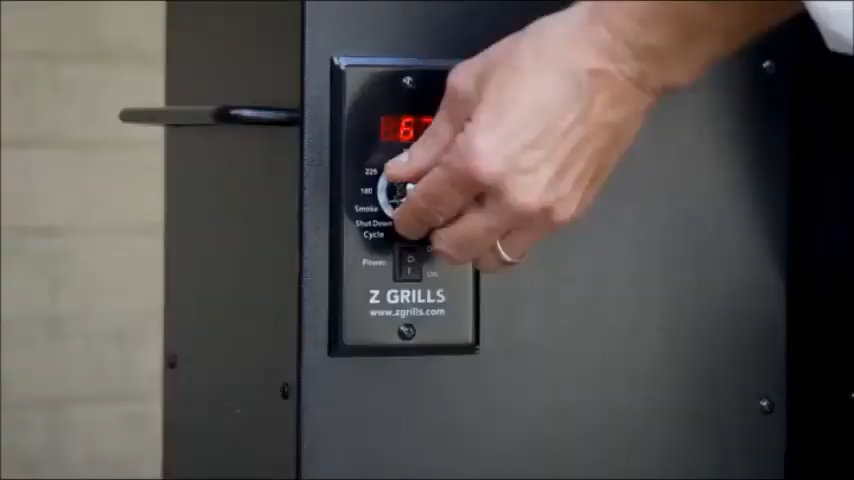 67
225
180
Smoke
Shut Down
Cycle
Power
ON
Z GRILLS
www.zgrills.com